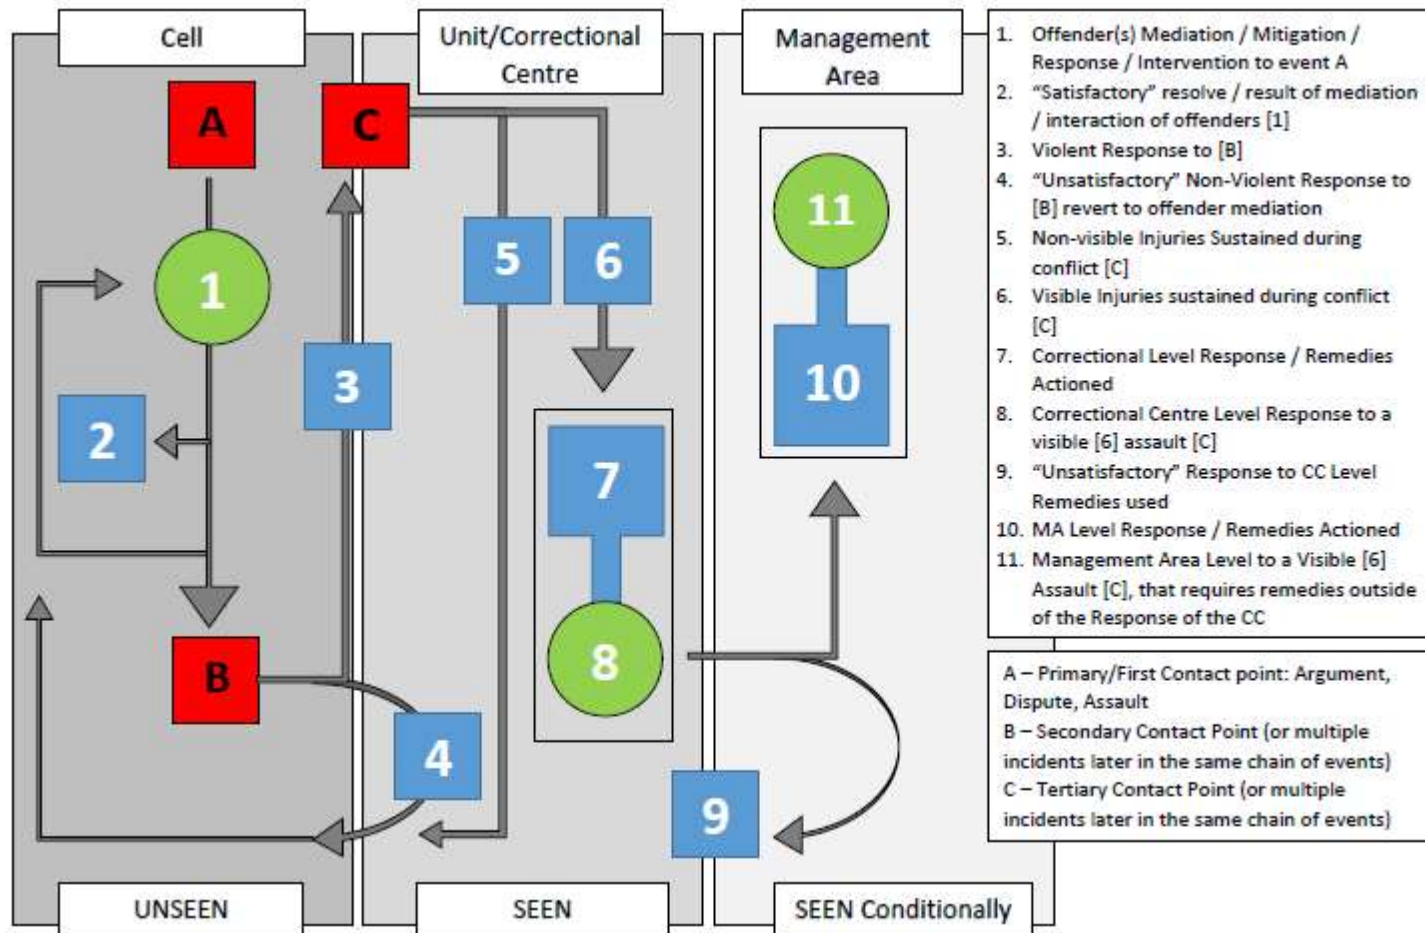 Cell
Unit/Correctional
Centre
Management
Area
A
C
1
2
3
B
4
5
6
7
8
9
11
10
UNSEEN
SEEN
SEEN Conditionally
1. Offender(s) Mediation / Mitigation /
Response / Intervention to event A
2. “Satisfactory” resolve / result of mediation
/ interaction of offenders [1]
3. Violent Response to [B]
4. “Unsatisfactory” Non-Violent Response to
[B] revert to offender mediation
5. Non-visible Injuries Sustained during
conflict [C]
6. Visible Injuries sustained during conflict
[C]
7. Correctional Level Response / Remedies
Actioned
8. Correctional Centre Level Response to a
visible [6] assault [C]
9. “Unsatisfactory” Response to CC Level
Remedies used
10. MA Level Response / Remedies Actioned
11. Management Area Level to a Visible [6]
Assault [C], that requires remedies outside
of the Response of the CC
A – Primary/First Contact point: Argument,
Dispute, Assault
B – Secondary Contact Point (or multiple
incidents later in the same chain of events)
C – Tertiary Contact Point (or multiple
incidents later in the same chain of events)